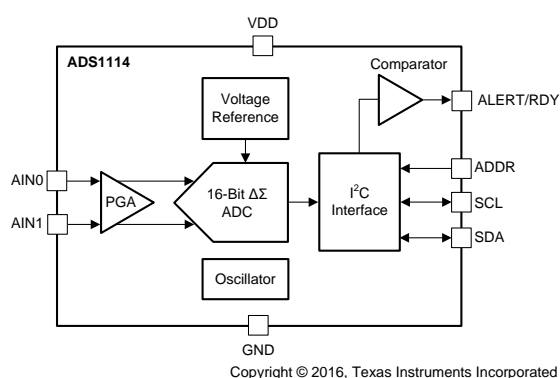 VDD
ADS1114
Comparator
Voltage
Reference
ALERT/RDY
ADDR
AIN0
PGA
16-Bit ΔΣ
ADC
I²C
Interface
SCL
AIN1
SDA
Oscillator
GND
Copyright © 2016, Texas Instruments Incorporated